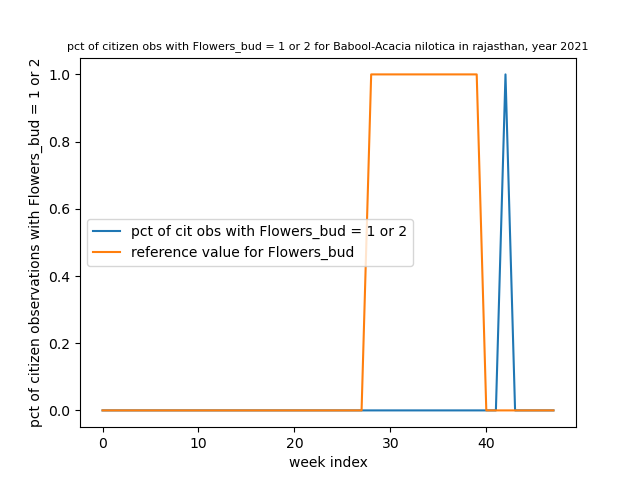 pct of citizen obs with Flowers_bud = 1 or 2 for Babool-Acacia nilotica in rajasthan, year 2021
pct of citizen observations with Flowers_bud = 1 or 2
1.0
0.8
0.6
0.4
0.2
0.0
pct of cit obs with Flowers_bud = 1 or 2
reference value for Flowers_bud
0 10 20 30 40
week index